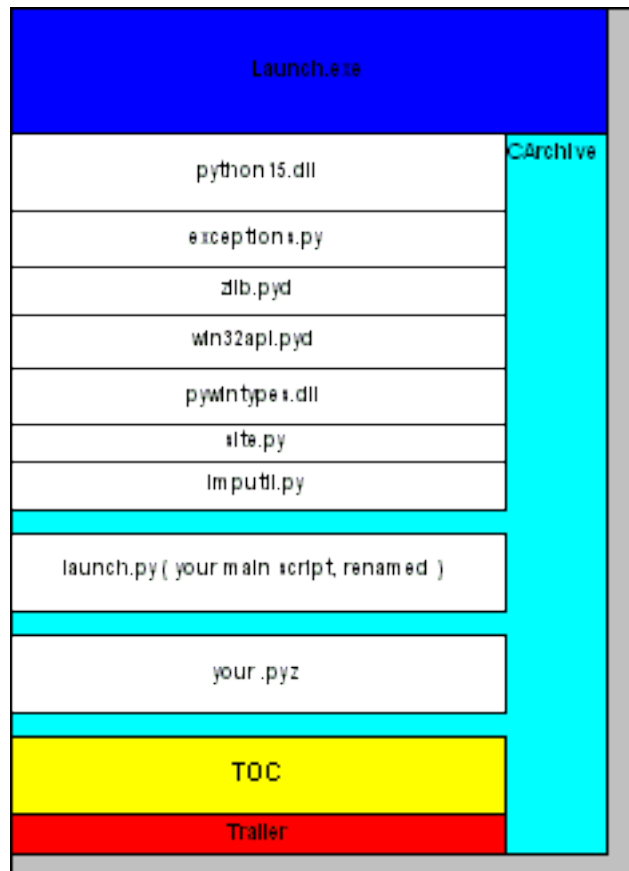 Launch.exe
CArchive
python15.dll
exceptions.py
zlib.pyd
win32api.pyd
pywintypes.dll
site.py
imputil.py
launch.py ( your main script, renamed )
your .pyz
TOC
Trailer